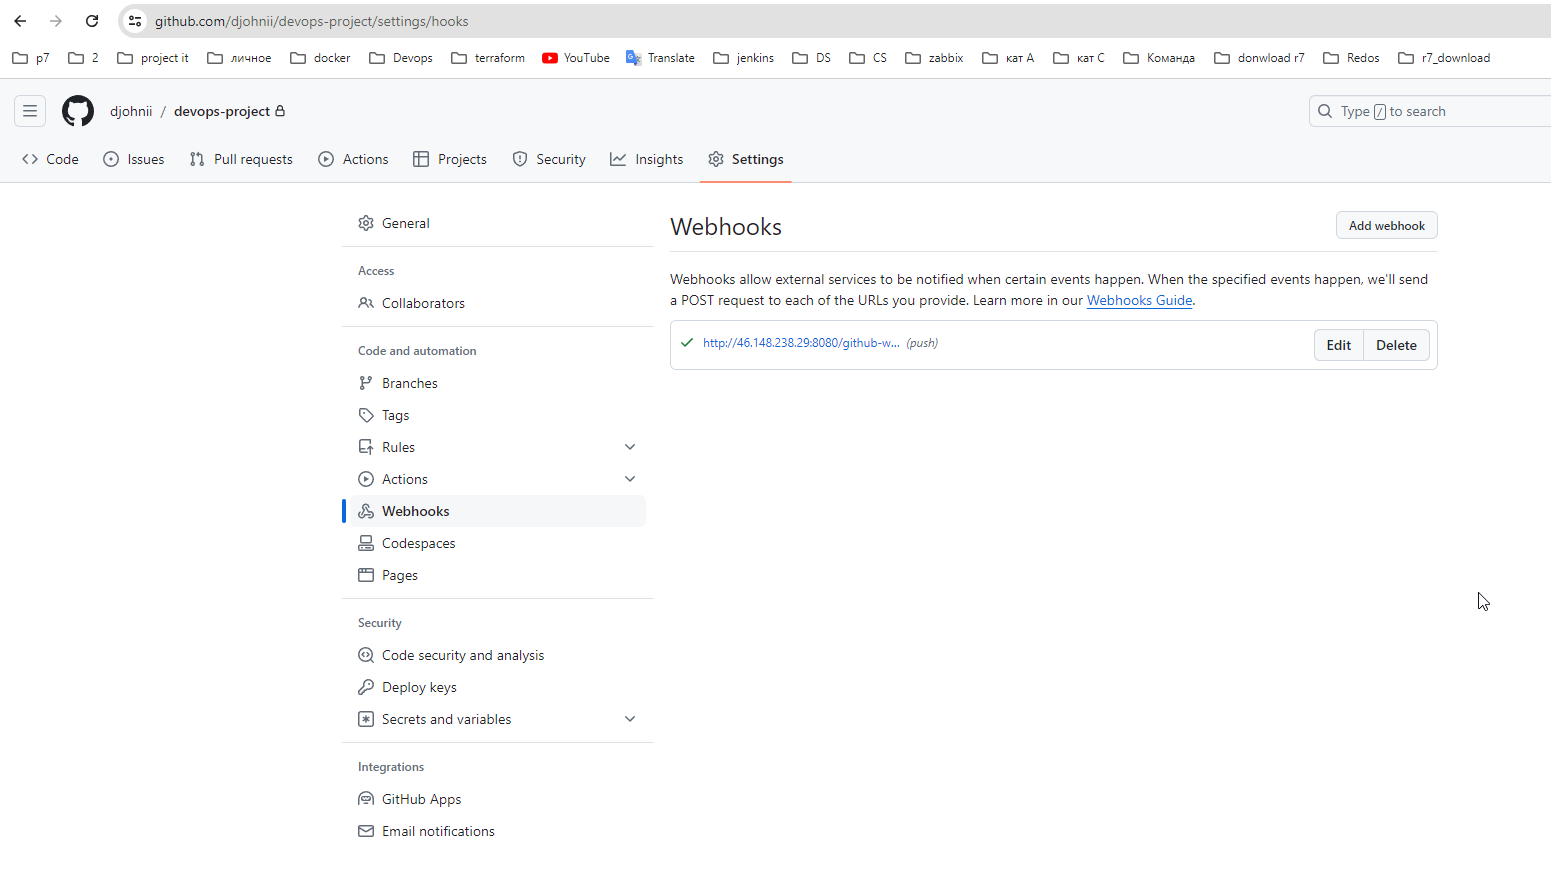 github.com/djohnii/devops-project/settings/hooks
p7 2 project it личное docker Devops terraform YouTube Translate jenkins DS CS zabbix кат А кат С Команда donwload r7 Redos r7_download
djohnii / devops-project Type / to search
Code Issues Pull requests Actions Projects Security Insights Settings
General
Access
Collaborators
Code and automation
Branches
Tags
Rules
Actions
Webhooks
Codespaces
Pages
Security
Code security and analysis
Deploy keys
Secrets and variables
Integrations
GitHub Apps
Email notifications
Webhooks
Add webhook
Webhooks allow external services to be notified when certain events happen. When the specified events happen, we'll send
a POST request to each of the URLs you provide. Learn more in our Webhooks Guide.
http://46.148.238.29:8080/github-w... (push) Edit Delete